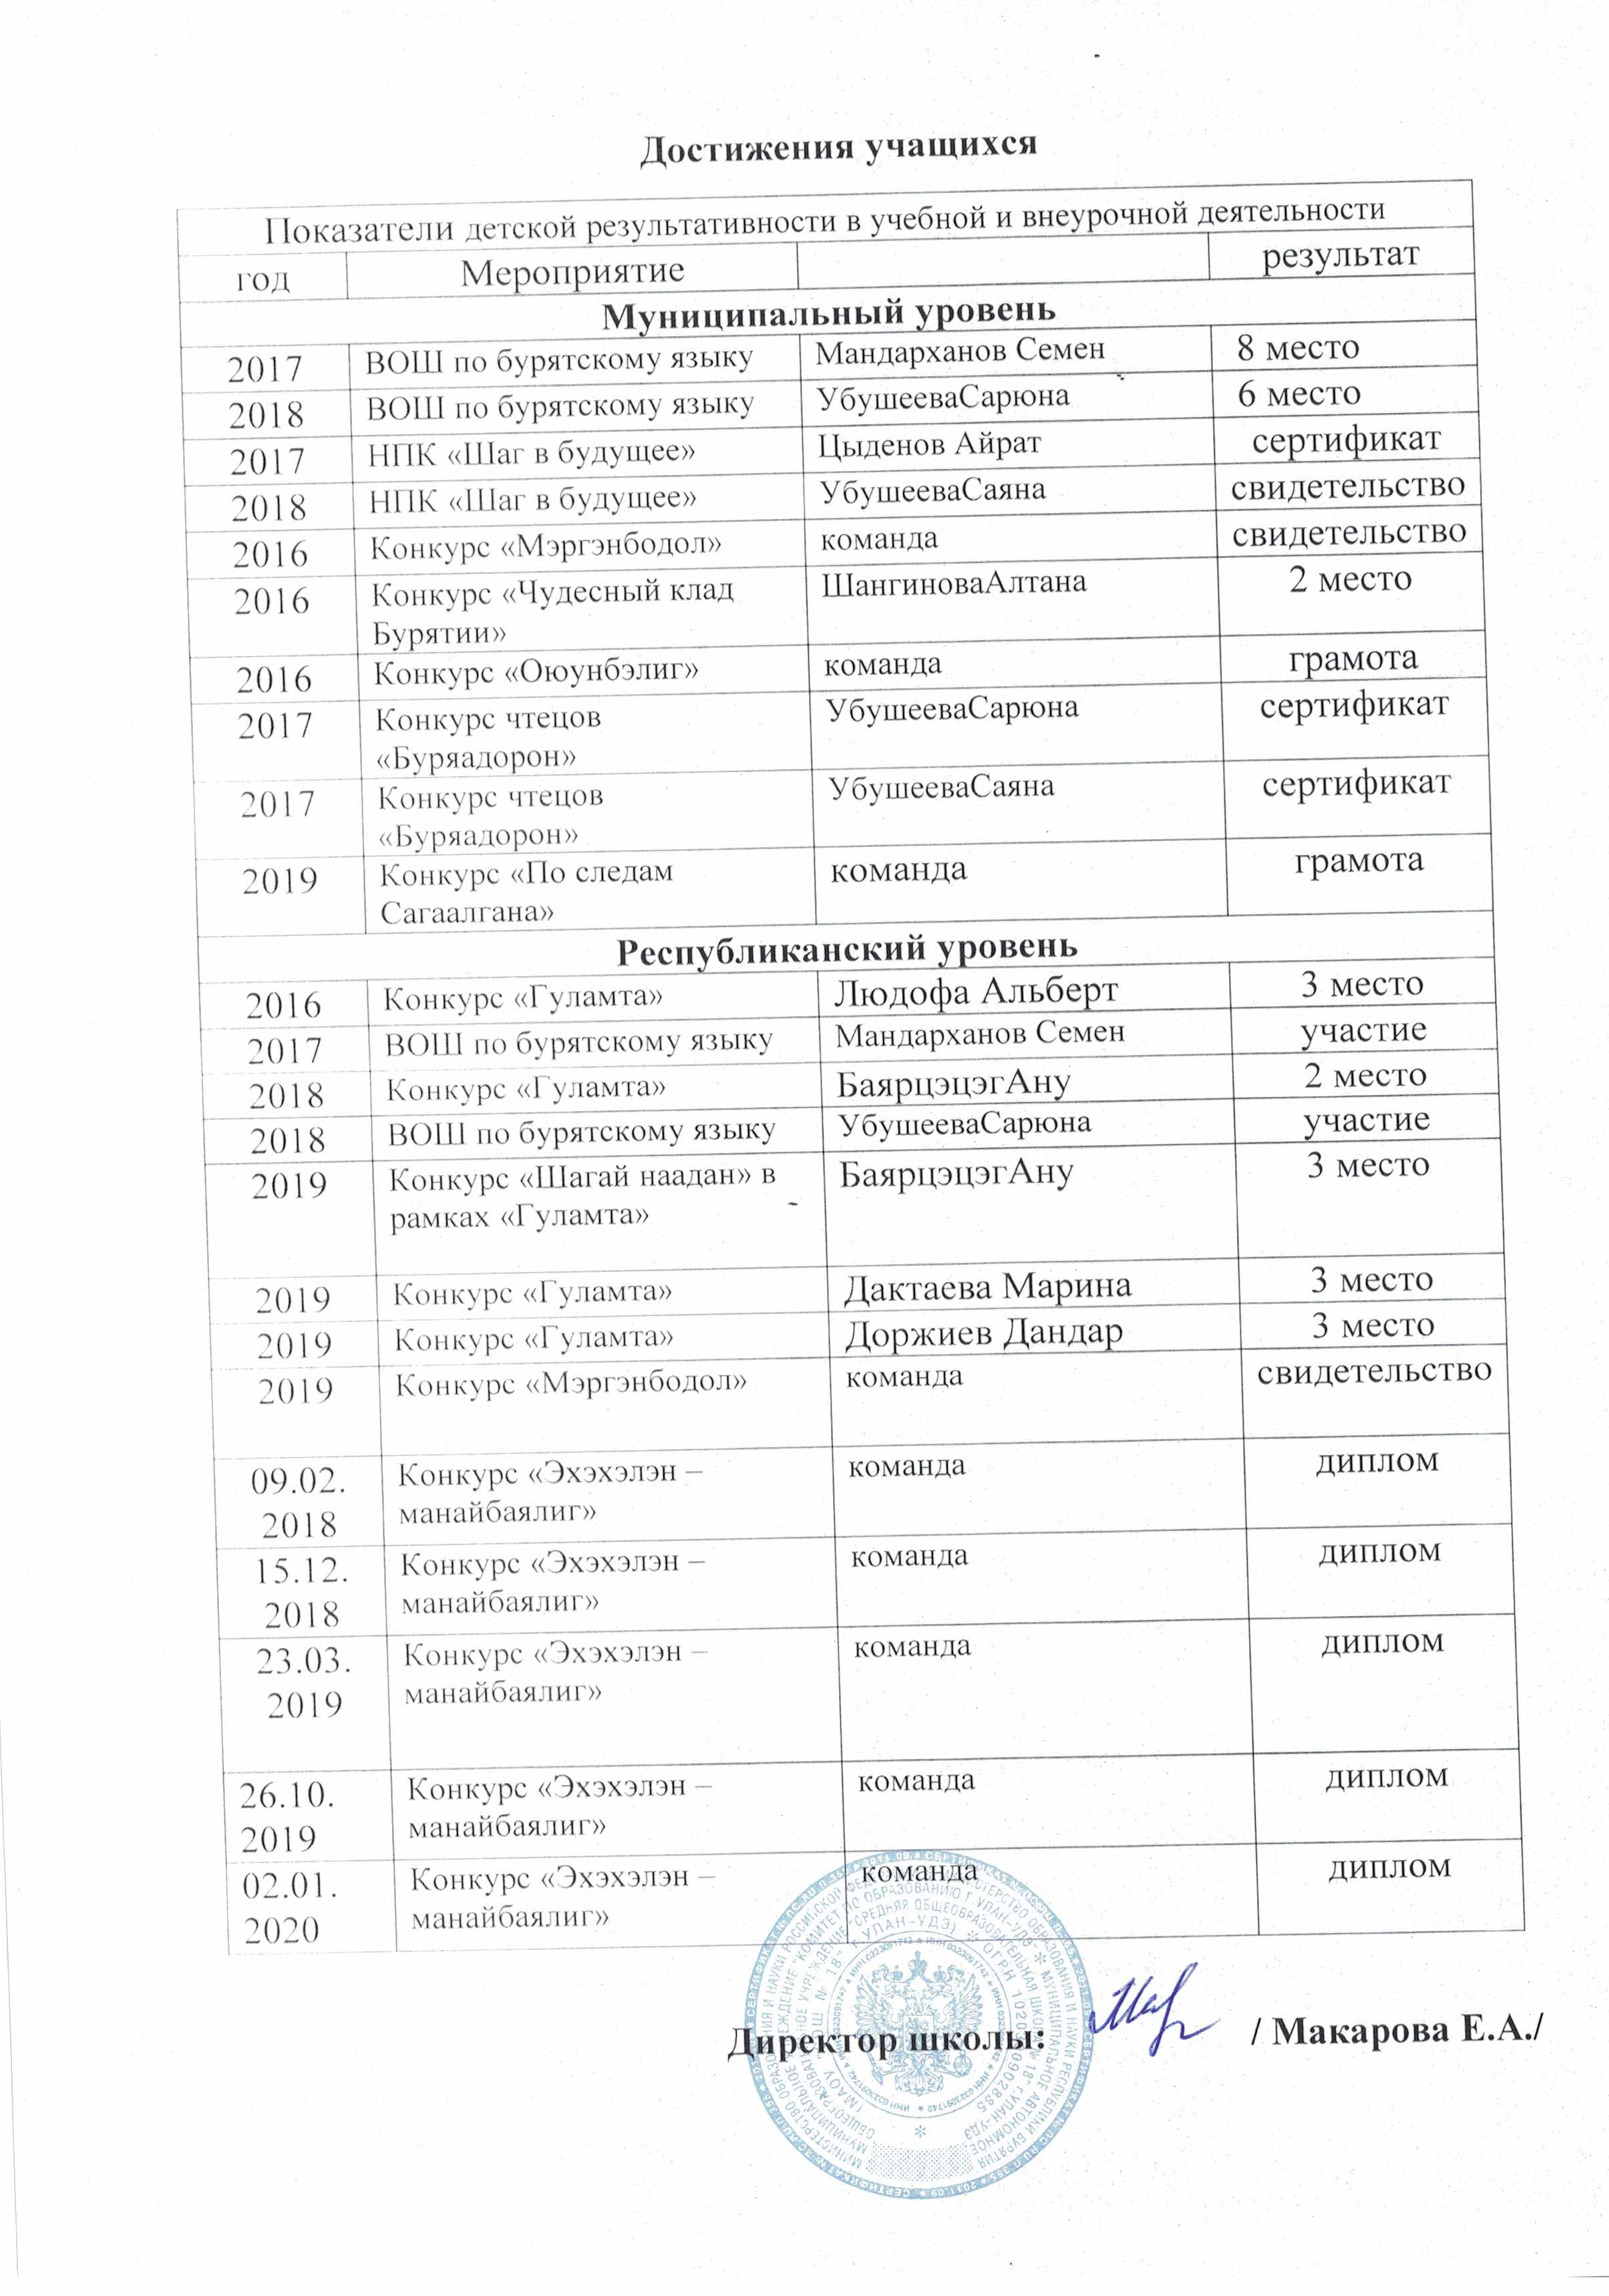 Достижения учащихся
Показатели детской результативности в учебной и внеурочной деятельности
год Мероприятие результат
Муниципальный уровень
2017 ВОШ по бурятскому языку Мандарханов Семен 8 место
2018 ВОШ по бурятскому языку УбушееваСарюна 6 место
2017 НПК «Шаг в будущее» Цыденов Айрат сертификат
2018 НПК «Шаг в будущее» УбушееваСаяна свидетельство
2016 Конкурс «Мэргэнбодол» команда свидетельство
2016 Конкурс «Чудесный клад ШангиноваАлтана 2 место
Бурятии»
2016 Конкурс «Оюунбэлиг» команда грамота
2017 Конкурс чтецов УбушееваСарюна сертификат
«Буряадорон»
2017 Конкурс чтецов УбушееваСаяна сертификат
«Буряадорон»
2019 Конкурс «По следам команда грамота
Сагаалгана»
Республиканский уровень
2016 Конкурс «Гуламта» Людофа Альберт 3 место
2017 ВОШ по бурятскому языку Мандарханов Семен участие
2018 Конкурс «Гуламта» БаярцэцэгАну 2 место
2018 ВОШ по бурятскому языку УбушееваСарюна участие
2019 Конкурс «Шагай наадан» в БаярцэцэгАну 3 место
рамках «Гуламта»
2019 Конкурс «Гуламта» Дактаева Марина 3 место
2019 Конкурс «Гуламта» Доржиев Дандар 3 место
2019 Конкурс «Мэргэнбодол» команда свидетельство
09.02. Конкурс «Эхэхэлэн – команда диплом
2018 манайбаялиг»
15.12. Конкурс «Эхэхэлэн – команда диплом
2018 манайбаялиг»
23.03. Конкурс «Эхэхэлэн – команда диплом
2019 манайбаялиг»
26.10. Конкурс «Эхэхэлэн – команда диплом
2019 манайбаялиг»
02.01. Конкурс «Эхэхэлэн – команда диплом
2020 манайбаялиг»
Директор школы: / Макарова Е.А./